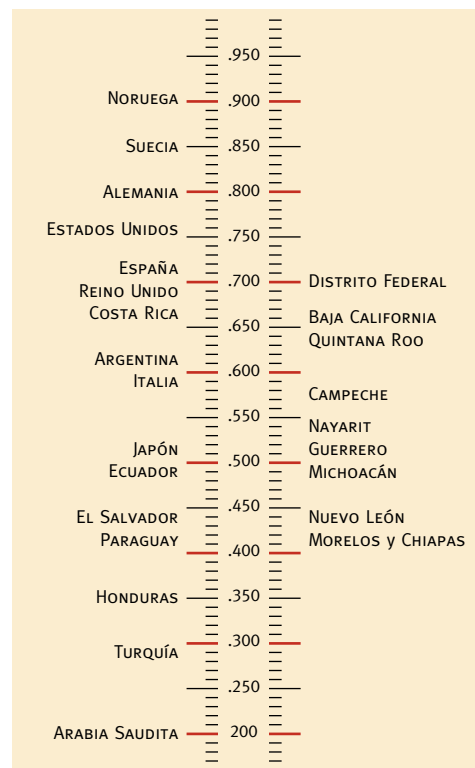 .950
NORUEGA
.900
SUECIA
.850
ALEMANIA
.800
ESTADOS UNIDOS
.750
ESPAÑA
REINO UNIDO
COSTA RICA
.700
DISTRITO FEDERAL
BAJA CALIFORNIA
QUINTANA ROO
.650
ARGENTINA
ITALIA
.600
CAMPECHE
.550
NAYARIT
GUERRERO
MICHOACÁN
JAPÓN
ECUADOR
.500
EL SALVADOR
PARAGUAY
.450
NUEVO LEÓN
MORELOS y CHIAPAS
.400
HONDURAS
.350
.300
TURQUÍA
.250
ARABIA SAUDITA
200